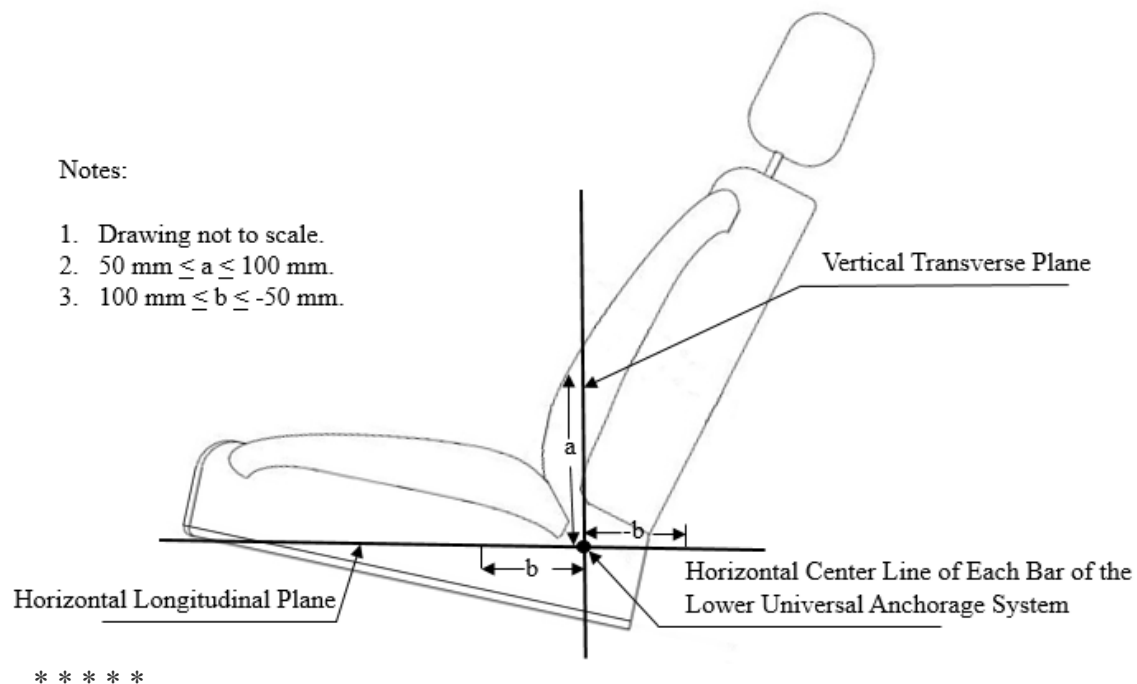 Notes:
1. Drawing not to scale.
2. 50 mm ≤ a ≤ 100 mm.
3. 100 mm ≤ b ≤ -50 mm.
Vertical Transverse Plane
a
-b
b
Horizontal Center Line of Each Bar of the
Lower Universal Anchorage System
Horizontal Longitudinal Plane
* * * * *